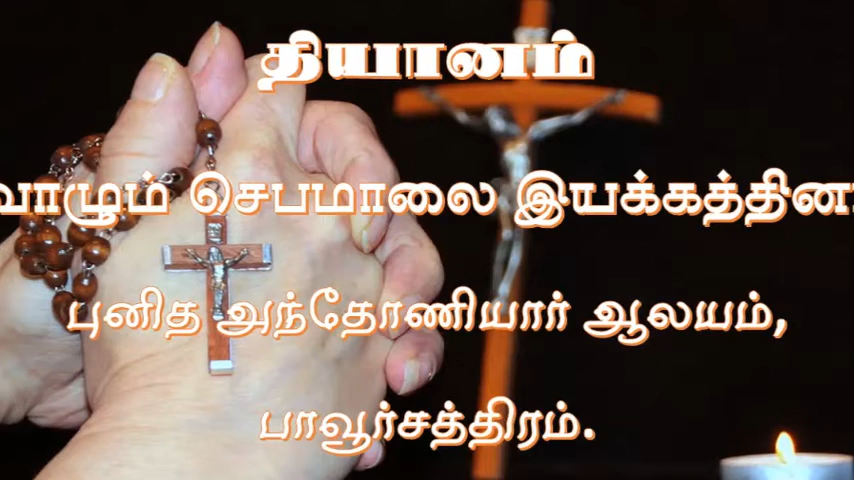 தியானம்
வாழும் செபமாலை இயக்கத்தின
புனித அந்தோணியார் ஆலயம்,
பாவூர்சத்திரம்.